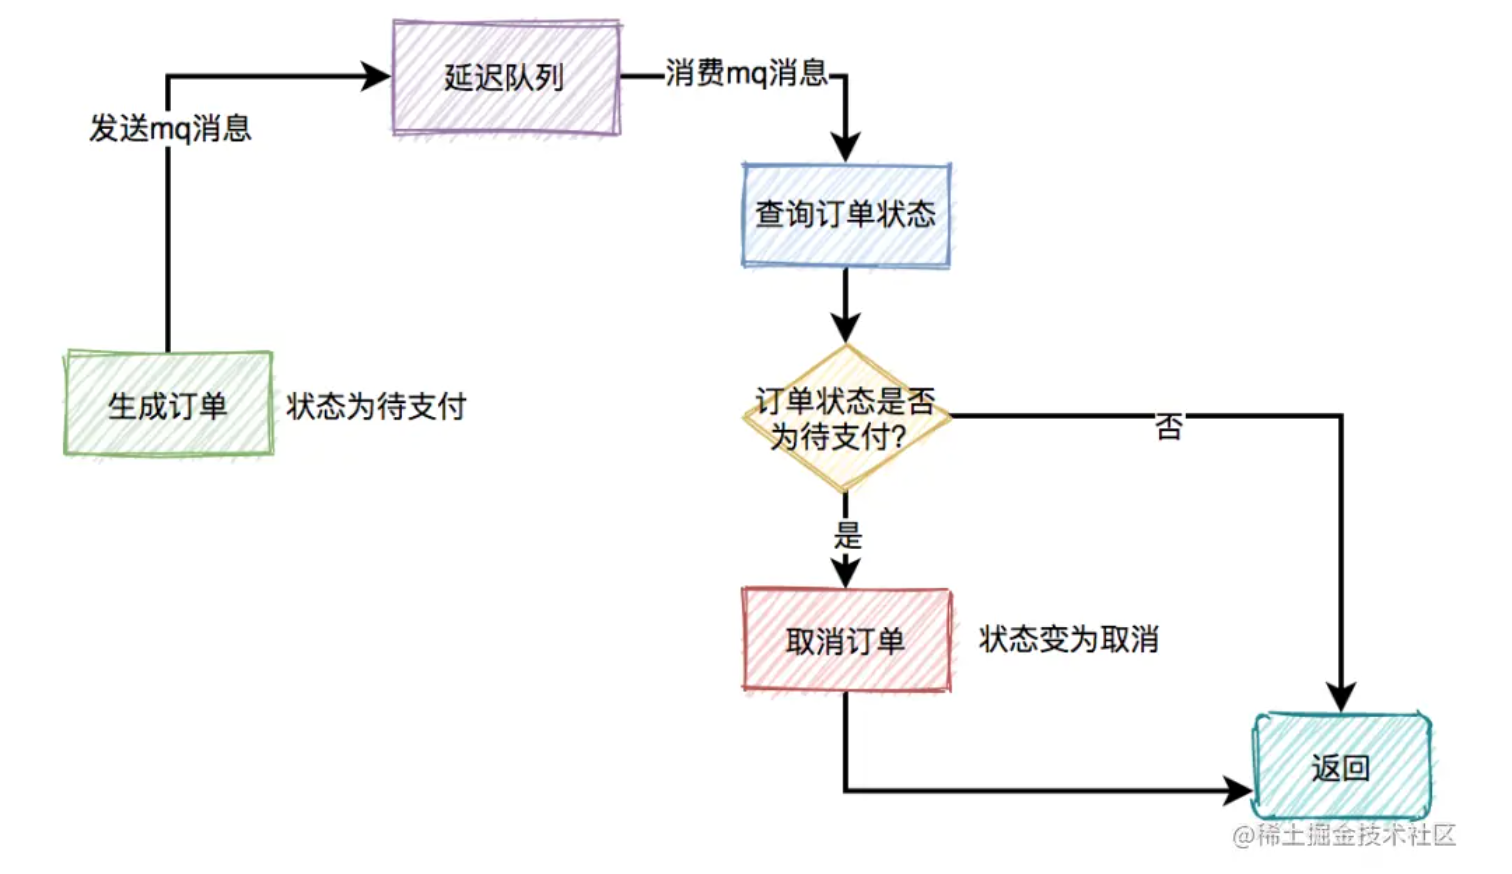 延迟队列
消费mq消息
发送mq消息
查询订单状态
生成订单
状态为待支付
订单状态是否
为待支付?
否
是
取消订单
状态变为取消
返回
@稀土掘金技术社区